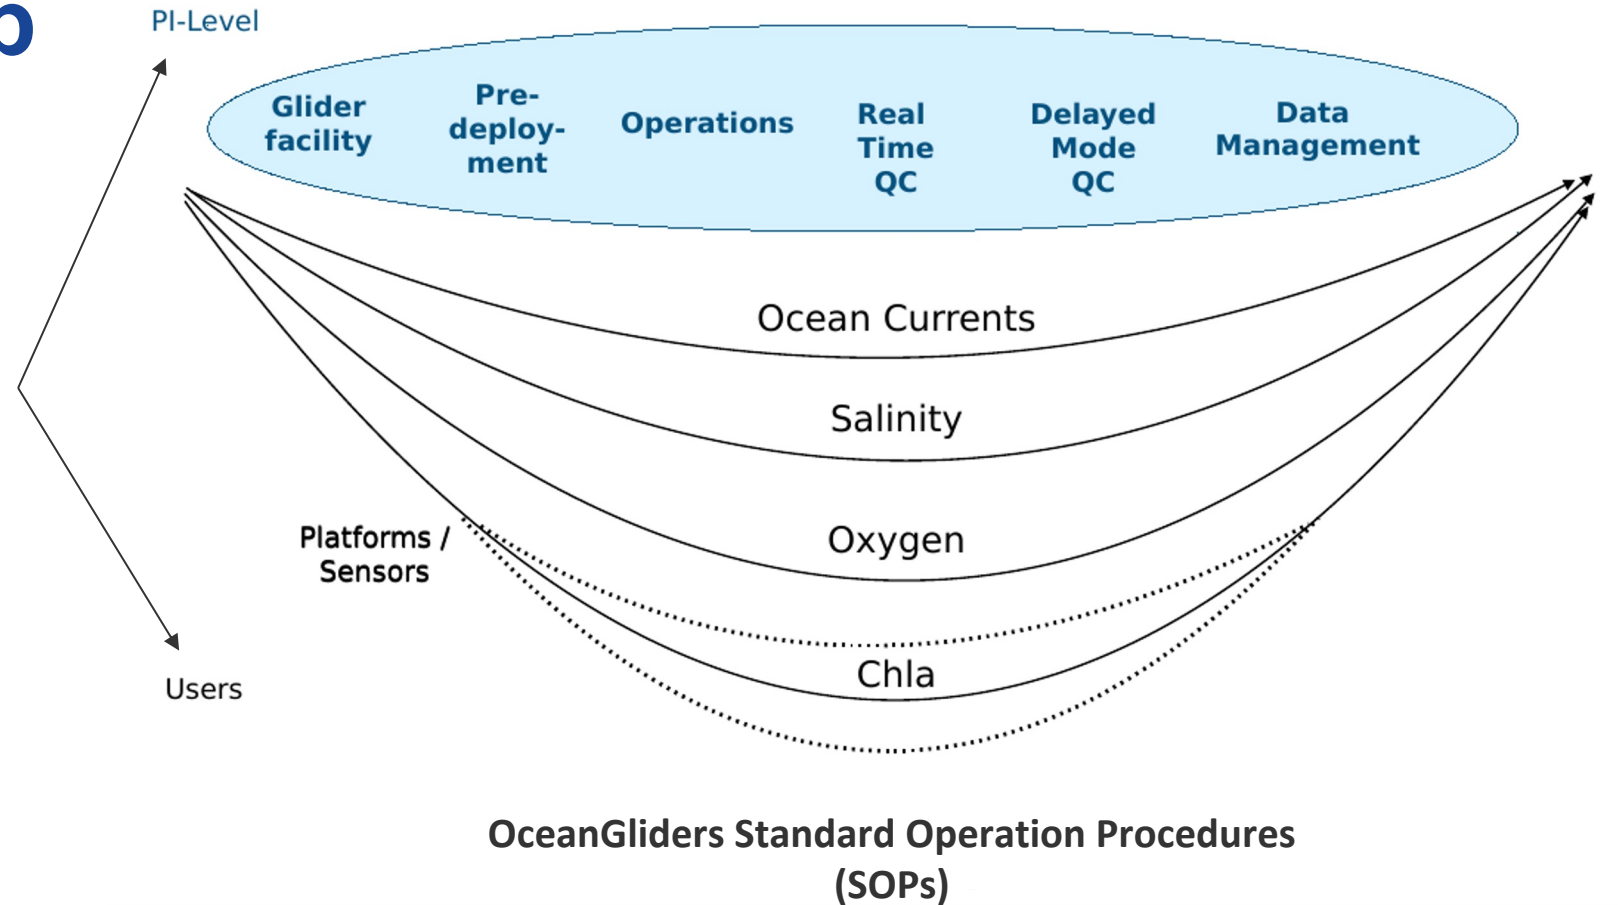 b
PI-Level
Glider
facility
Pre-
deploy-
ment
Operations
Real
Time
QC
Delayed
Mode
QC
Data
Management
Ocean Currents
Salinity
Oxygen
Platforms /
Sensors
Chla
Users
OceanGliders Standard Operation Procedures
(SOPs)